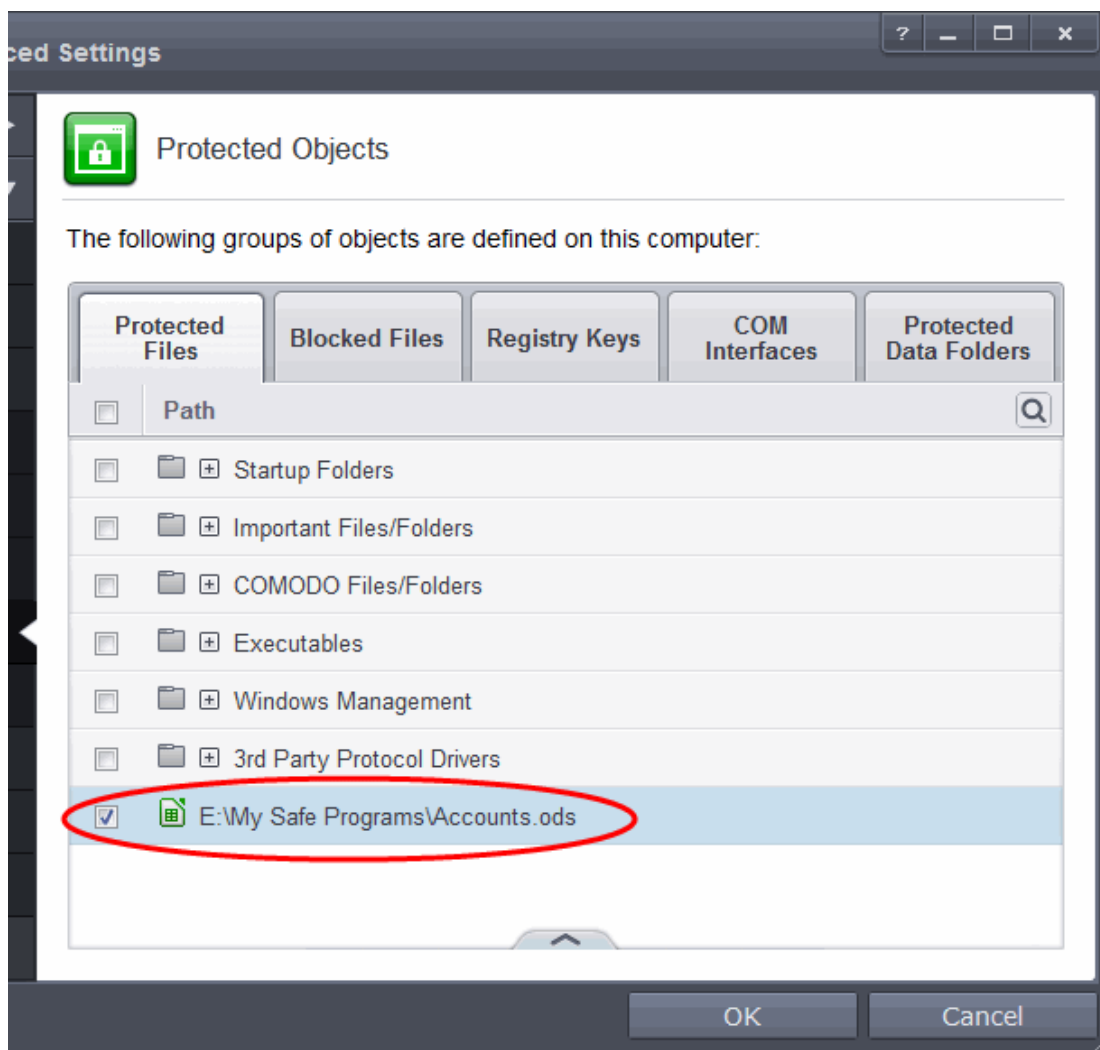 ced Settings
Protected Objects
The following groups of objects are defined on this computer:
Protected Files
Blocked Files
Registry Keys
COM Interfaces
Protected Data Folders
Path
Startup Folders
Important Files/Folders
COMODO Files/Folders
Executables
Windows Management
3rd Party Protocol Drivers
E:\My Safe Programs\Accounts.ods
OK Cancel